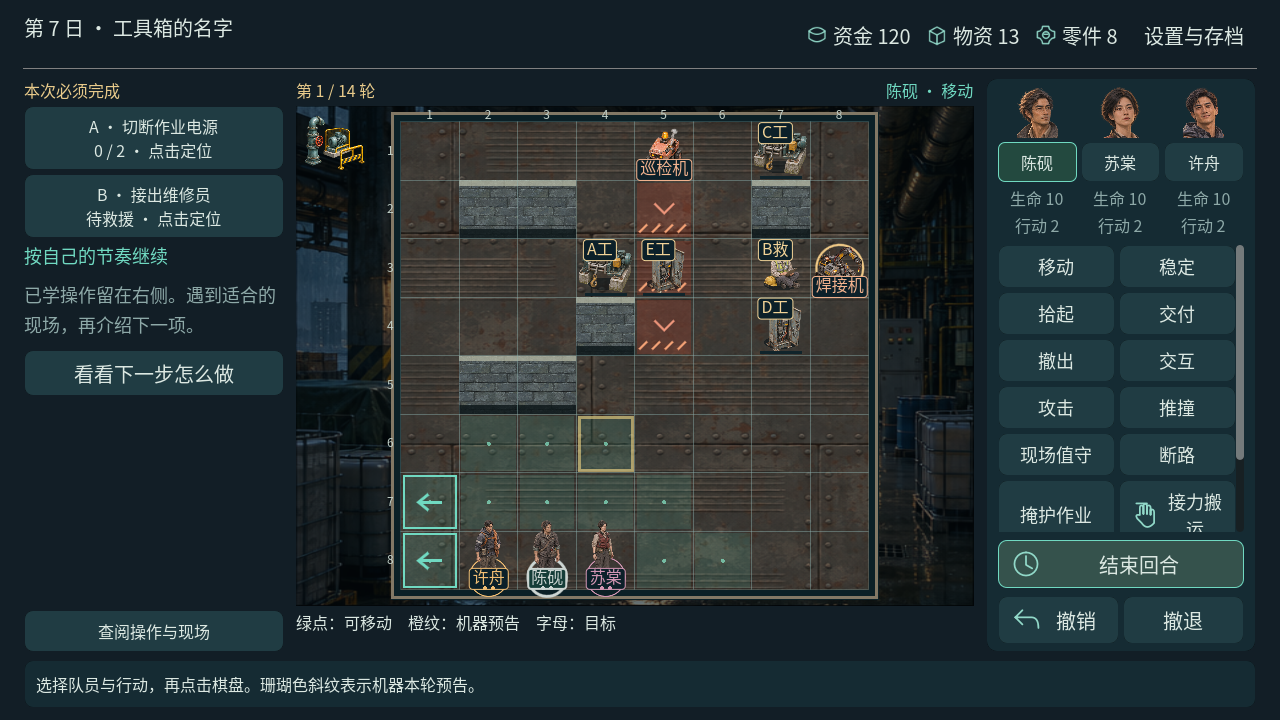 第 7 日 · 工具箱的名字
资金 120
物资 13
零件 8
设置与存档
本次必须完成
A · 切断作业电源
0 / 2 · 点击定位
B · 接出维修员
待救援 · 点击定位
按自己的节奏继续
已学操作留在右侧。遇到适合的
现场，再介绍下一项。
看看下一步怎么做
查阅操作与现场
第 1 / 14 轮
陈砚 · 移动
1 2 3 4 5 6 7 8
1
2
3
4
5
6
7
8
巡检机
C工
A工
E工
B救
焊接机
D工
许舟
陈砚
苏棠
绿点：可移动 橙纹：机器预告 字母：目标
陈砚
苏棠
许舟
生命 10
生命 10
生命 10
行动 2
行动 2
行动 2
移动
稳定
拾起
交付
撤出
交互
攻击
推撞
现场值守
断路
掩护作业
接力搬
运
结束回合
撤销
撤退
选择队员与行动，再点击棋盘。珊瑚色斜纹表示机器本轮预告。